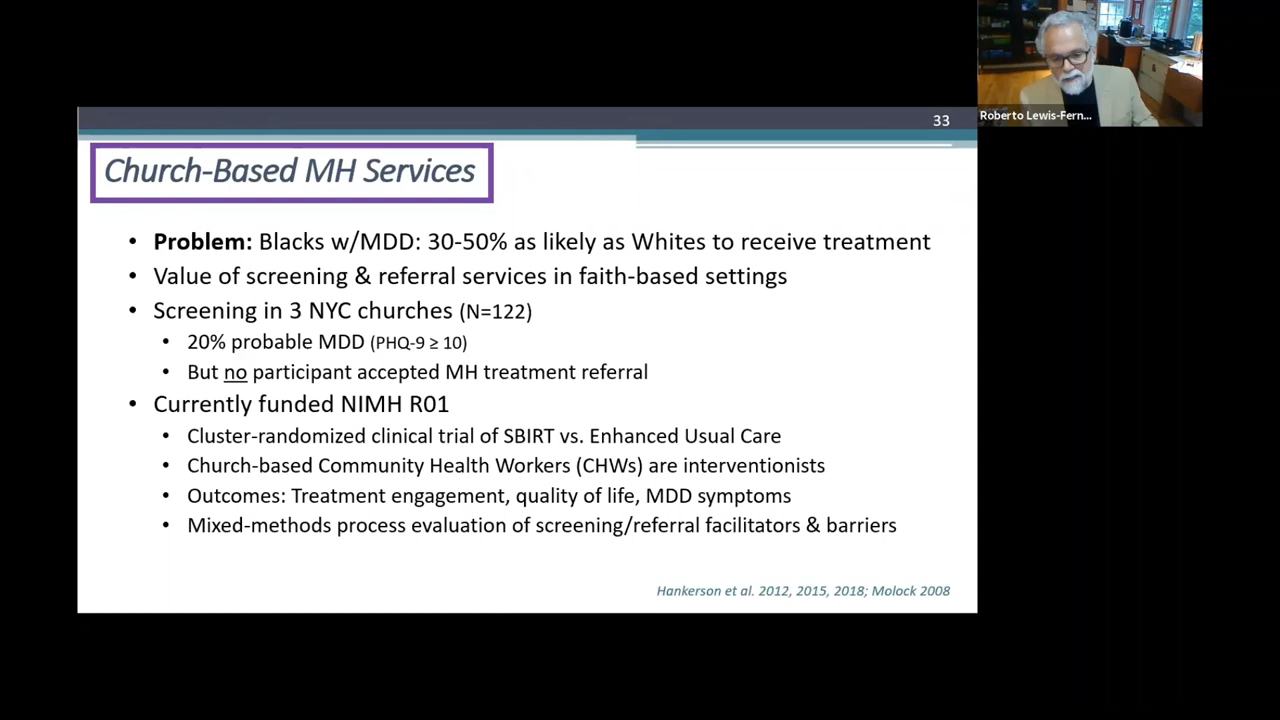 Roberto Lewis-Fern...
33
Church-Based MH Services
• Problem: Blacks w/MDD: 30-50% as likely as Whites to receive treatment
• Value of screening & referral services in faith-based settings
• Screening in 3 NYC churches (N=122)
• 20% probable MDD (PHQ-9 ≥ 10)
• But no participant accepted MH treatment referral
• Currently funded NIMH R01
• Cluster-randomized clinical trial of SBIRT vs. Enhanced Usual Care
• Church-based Community Health Workers (CHWs) are interventionists
• Outcomes: Treatment engagement, quality of life, MDD symptoms
• Mixed-methods process evaluation of screening/referral facilitators & barriers
Hankerson et al. 2012, 2015, 2018; Molock 2008